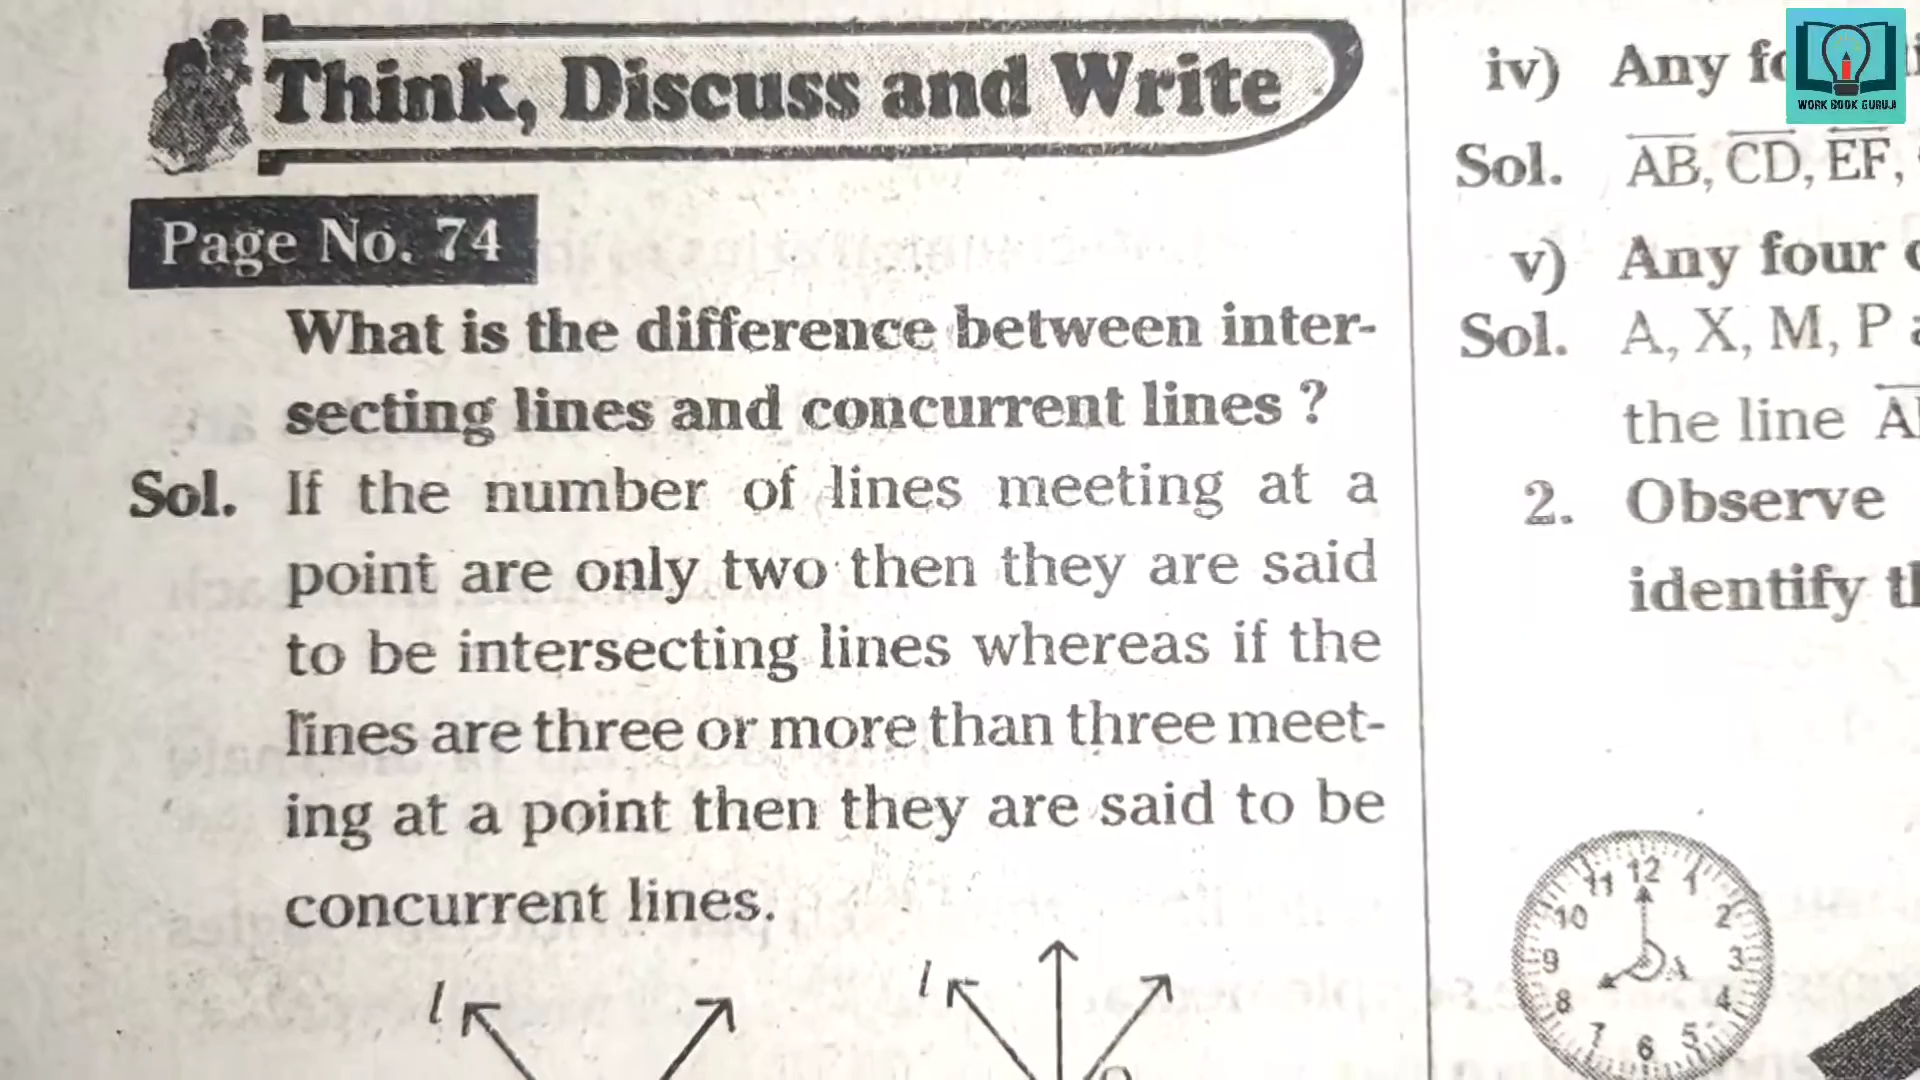 Think, Discuss and Write
Page No. 74
What is the difference between inter-
secting lines and concurrent lines ?
Sol. If the number of lines meeting at a
point are only two then they are said
to be intersecting lines whereas if the
lines are three or more than three meet-
ing at a point then they are said to be
concurrent lines.
l
l
iv) Any
Sol. AB, CD, EF,
v) Any four
Sol. A, X, M, P
the line
2. Observe
identify
12
1
2
3
4
5
6
7
8
9
10
11
A
WORK BOOK GURUJI